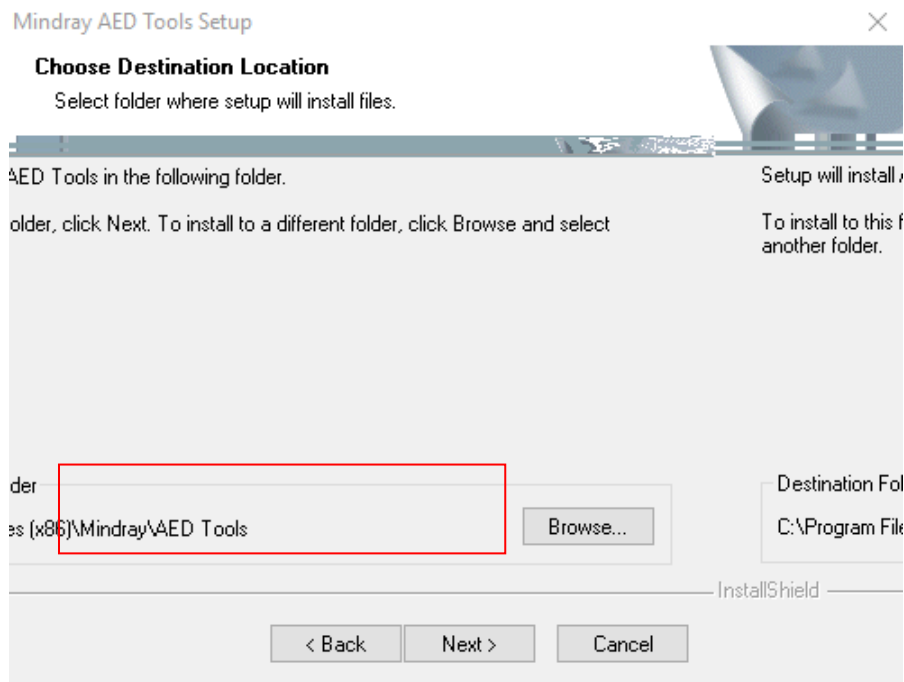 Mindray AED Tools Setup
Choose Destination Location
Select folder where setup will install files.
AED Tools in the following folder.
Setup will install A
older, click Next. To install to a different folder, click Browse and select
To install to this f
another folder.
der
es (x86)\Mindray\AED Tools
Browse...
Destination Fol
C:\Program File
InstallShield
< Back
Next >
Cancel